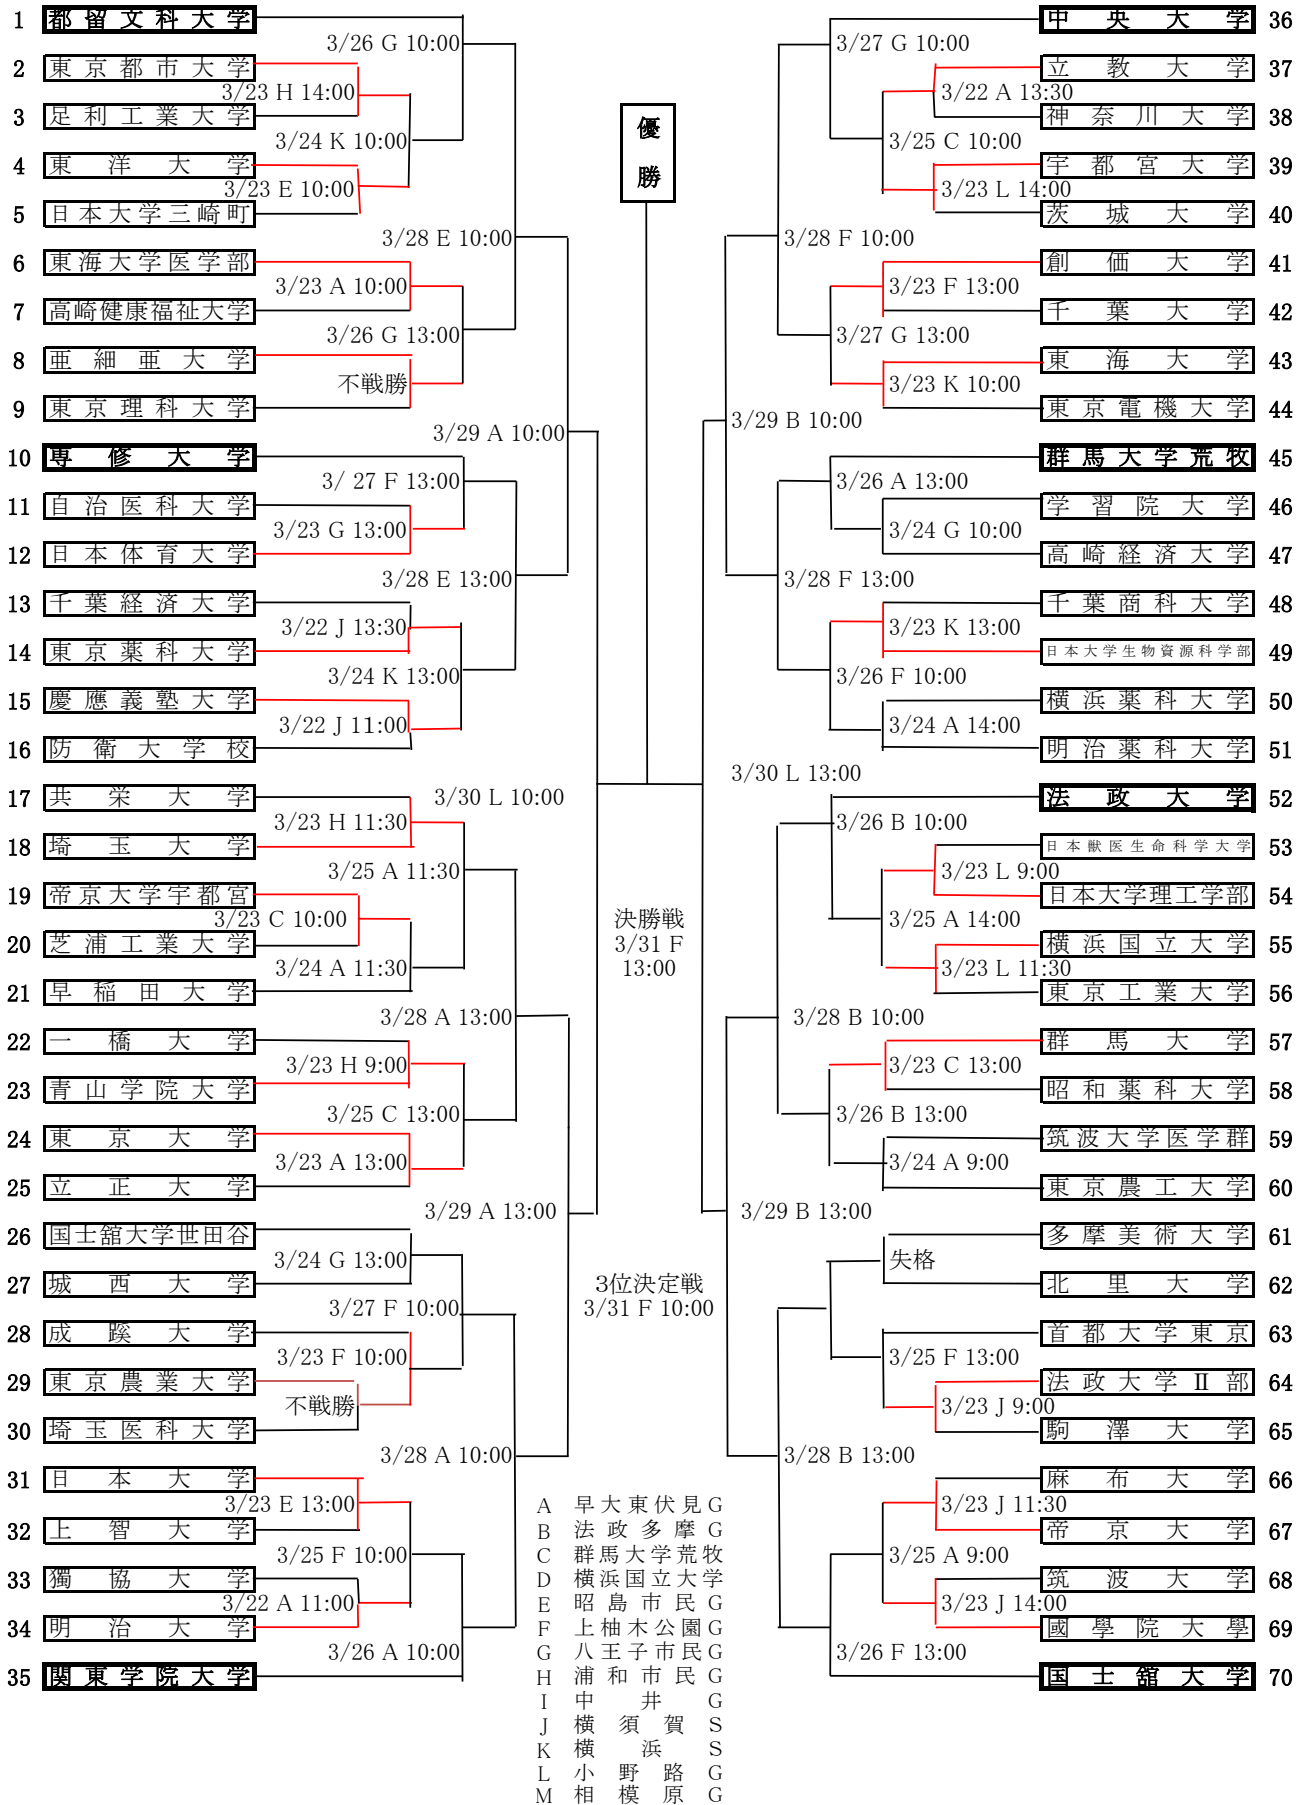 1 都留文科大学
3/26 G 10:00
2 東京都市大学
3/23 H 14:00
3 足利工業大学
3/24 K 10:00
4 東洋大学
3/23 E 10:00
5 日本大学三崎町
3/28 E 10:00
6 東海大学医学部
3/23 A 10:00
7 高崎健康福祉大学
3/26 G 13:00
8 亜細亜大学
不戦勝
9 東京理科大学
3/29 A 10:00
10 専修大学
3/ 27 F 13:00
11 自治医科大学
3/23 G 13:00
12 日本体育大学
3/28 E 13:00
13 千葉経済大学
3/22 J 13:30
14 東京薬科大学
3/24 K 13:00
15 慶應義塾大学
3/22 J 11:00
16 防衛大学校
17 共栄大学
3/30 L 10:00
3/23 H 11:30
18 埼玉大学
3/25 A 11:30
19 帝京大学宇都宮
3/23 C 10:00
20 芝浦工業大学
3/24 A 11:30
21 早稲田大学
3/28 A 13:00
22 一橋大学
3/23 H 9:00
23 青山学院大学
3/25 C 13:00
24 東京大学
3/23 A 13:00
25 立正大学
3/29 A 13:00
26 国士舘大学世田谷
3/24 G 13:00
27 城西大学
3/27 F 10:00
28 成蹊大学
3/23 F 10:00
29 東京農業大学
不戦勝
30 埼玉医科大学
3/28 A 10:00
31 日本大学
3/23 E 13:00
32 上智大学
3/25 F 10:00
33 獨協大学
3/22 A 11:00
34 明治大学
3/26 A 10:00
35 関東学院大学
優
勝
決勝戦
3/31 F
13:00
3位決定戦
3/31 F 10:00
A 早大東伏見G
B 法政多摩G
C 群馬大学荒牧
D 横浜国立大学
E 昭島市民G
F 上柚木公園G
G 八王子市民G
H 浦和市民G
I 中井G
J 横須賀S
K 横浜S
L 小野路G
M 相模原G
中央大学 36
3/27 G 10:00
立教大学 37
3/22 A 13:30
神奈川大学 38
3/25 C 10:00
宇都宮大学 39
3/23 L 14:00
茨城大学 40
3/28 F 10:00
創価大学 41
3/23 F 13:00
千葉大学 42
3/27 G 13:00
東海大学 43
3/23 K 10:00
東京電機大学 44
3/29 B 10:00
群馬大学荒牧 45
3/26 A 13:00
学習院大学 46
3/24 G 10:00
高崎経済大学 47
3/28 F 13:00
千葉商科大学 48
3/23 K 13:00
日本大学生物資源科学部 49
3/26 F 10:00
横浜薬科大学 50
3/24 A 14:00
明治薬科大学 51
3/30 L 13:00
法政大学 52
3/26 B 10:00
日本獣医生命科学大学 53
3/23 L 9:00
日本大学理工学部 54
3/25 A 14:00
横浜国立大学 55
3/23 L 11:30
東京工業大学 56
3/28 B 10:00
群馬大学 57
3/23 C 13:00
昭和薬科大学 58
3/26 B 13:00
筑波大学医学群 59
3/24 A 9:00
東京農工大学 60
3/29 B 13:00
多摩美術大学 61
失格
北里大学 62
首都大学東京 63
3/25 F 13:00
法政大学Ⅱ部 64
3/23 J 9:00
駒澤大学 65
3/28 B 13:00
麻布大学 66
3/23 J 11:30
帝京大学 67
3/25 A 9:00
筑波大学 68
3/23 J 14:00
國學院大學 69
3/26 F 13:00
国士舘大学 70